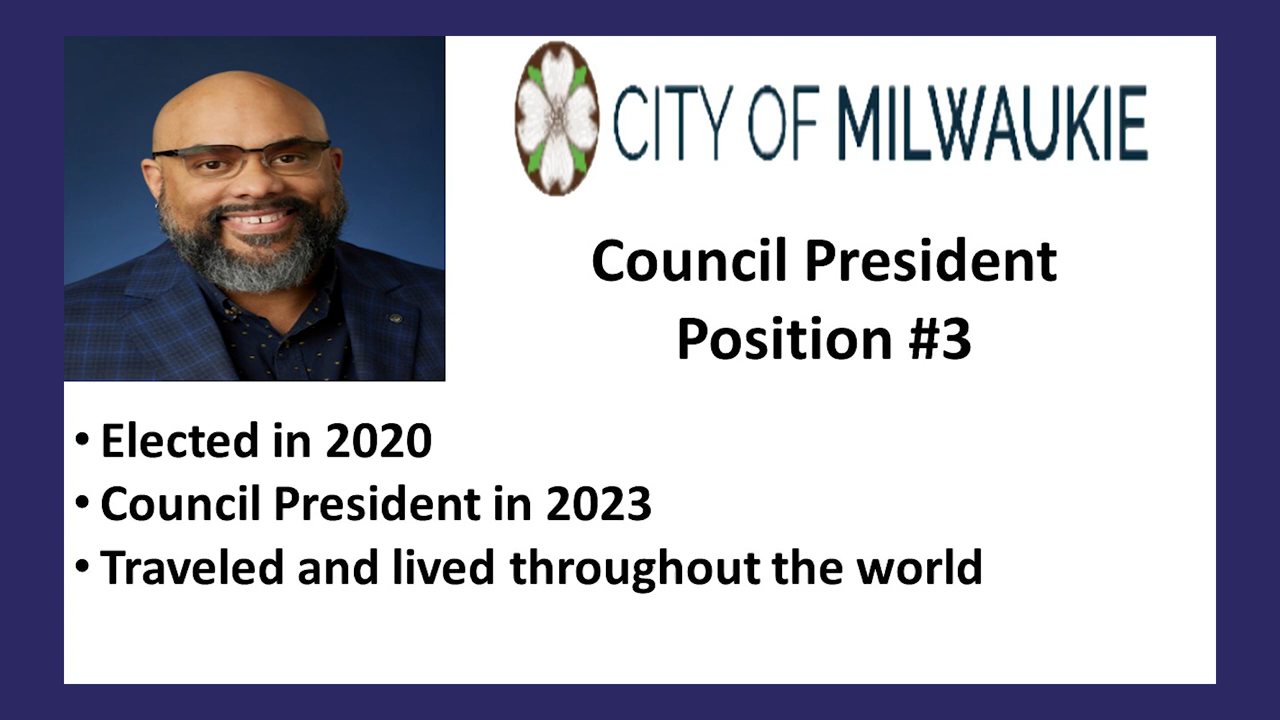 CITY OF MILWAUKIE
Council President
Position #3
• Elected in 2020
• Council President in 2023
• Traveled and lived throughout the world